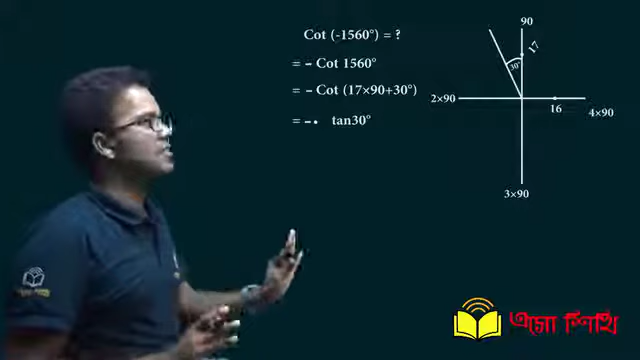 Cot (-1560°) = ?
= – Cot 1560°
= – Cot (17×90+30°)
= –• tan30°
90
17
30°
2×90
16
4×90
3×90
এসো শিখি